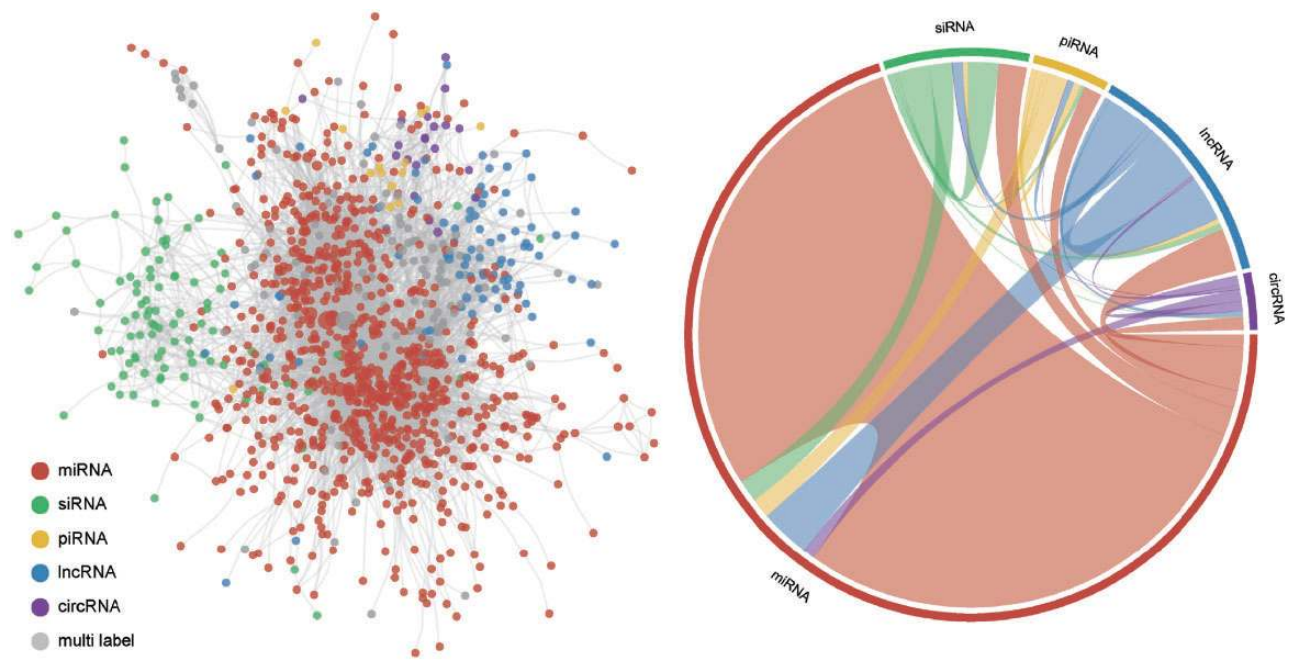 miRNA
siRNA
piRNA
lncRNA
circRNA
multi label
siRNA
piRNA
lncRNA
circRNA
miRNA